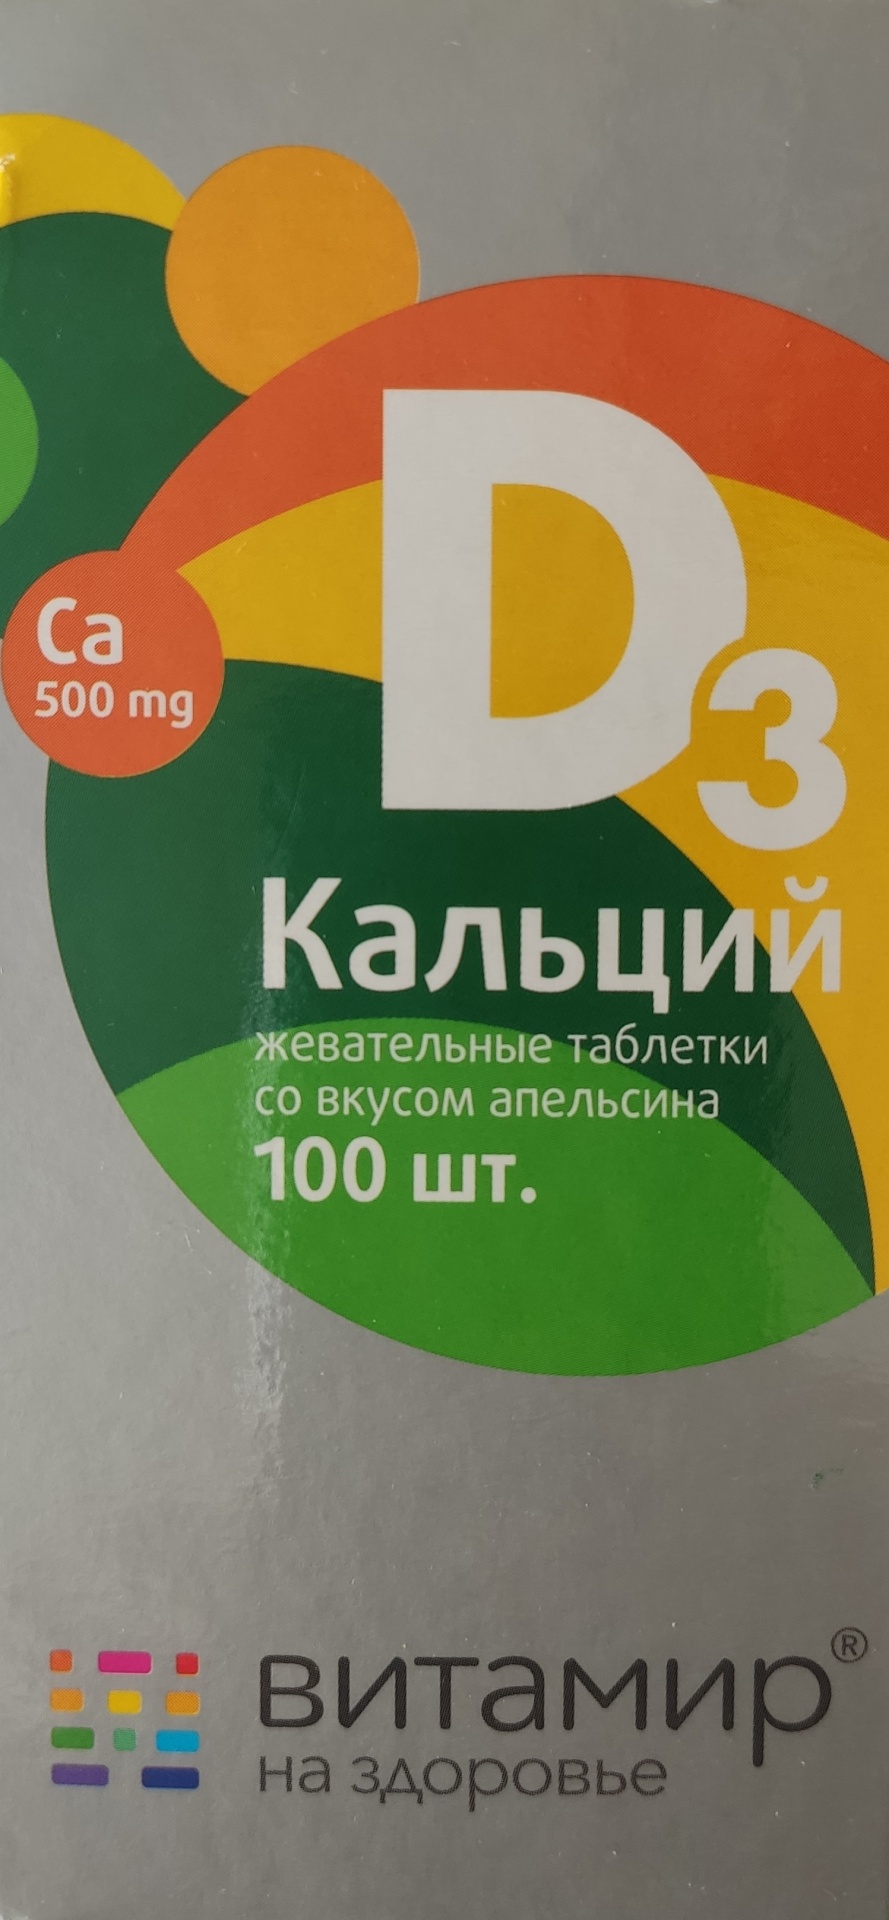 D3
Ca
500 mg
Кальций
жевательные таблетки
со вкусом апельсина
100 шт.
витамир®
на здоровье